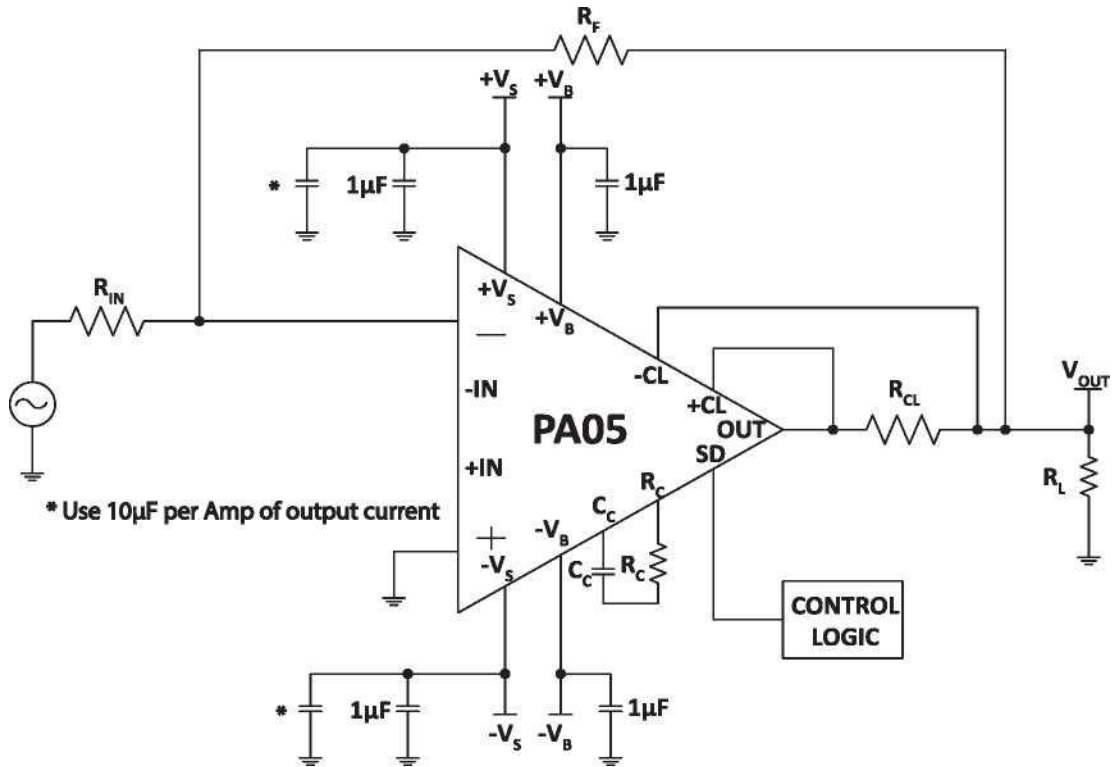 R_F
+V_S
+V_B
*
1µF
1µF
R_IN
+V_S
+V_B
-CL
+CL
-IN
PA05
OUT
R_CL
V_OUT
+IN
SD
R_L
* Use 10µF per Amp of output current
R_C
C_C
-V_B
-V_S
C_C
R_C
CONTROL
LOGIC
*
1µF
1µF
-V_S
-V_B